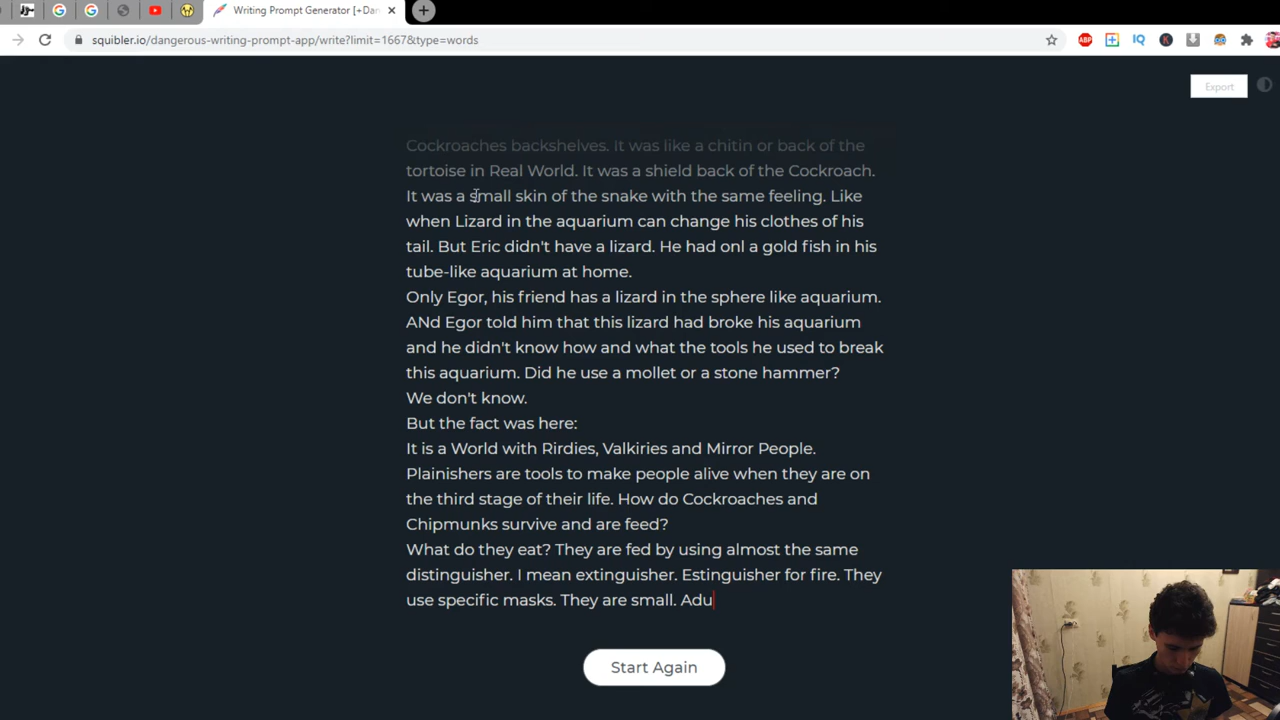 Writing Prompt Generator [+Dan
squibler.io/dangerous-writing-prompt-app/write?limit=1667&type=words
Export
Cockroaches backshelves. It was like a chitin or back of the
tortoise in Real World. It was a shield back of the Cockroach.
It was a small skin of the snake with the same feeling. Like
when Lizard in the aquarium can change his clothes of his
tail. But Eric didn't have a lizard. He had onl a gold fish in his
tube-like aquarium at home.
Only Egor, his friend has a lizard in the sphere like aquarium.
ANd Egor told him that this lizard had broke his aquarium
and he didn't know how and what the tools he used to break
this aquarium. Did he use a mollet or a stone hammer?
We don't know.
But the fact was here:
It is a World with Rirdies, Valkiries and Mirror People.
Plainishers are tools to make people alive when they are on
the third stage of their life. How do Cockroaches and
Chipmunks survive and are feed?
What do they eat? They are fed by using almost the same
distinguisher. I mean extinguisher. Estinguisher for fire. They
use specific masks. They are small. Adu
Start Again